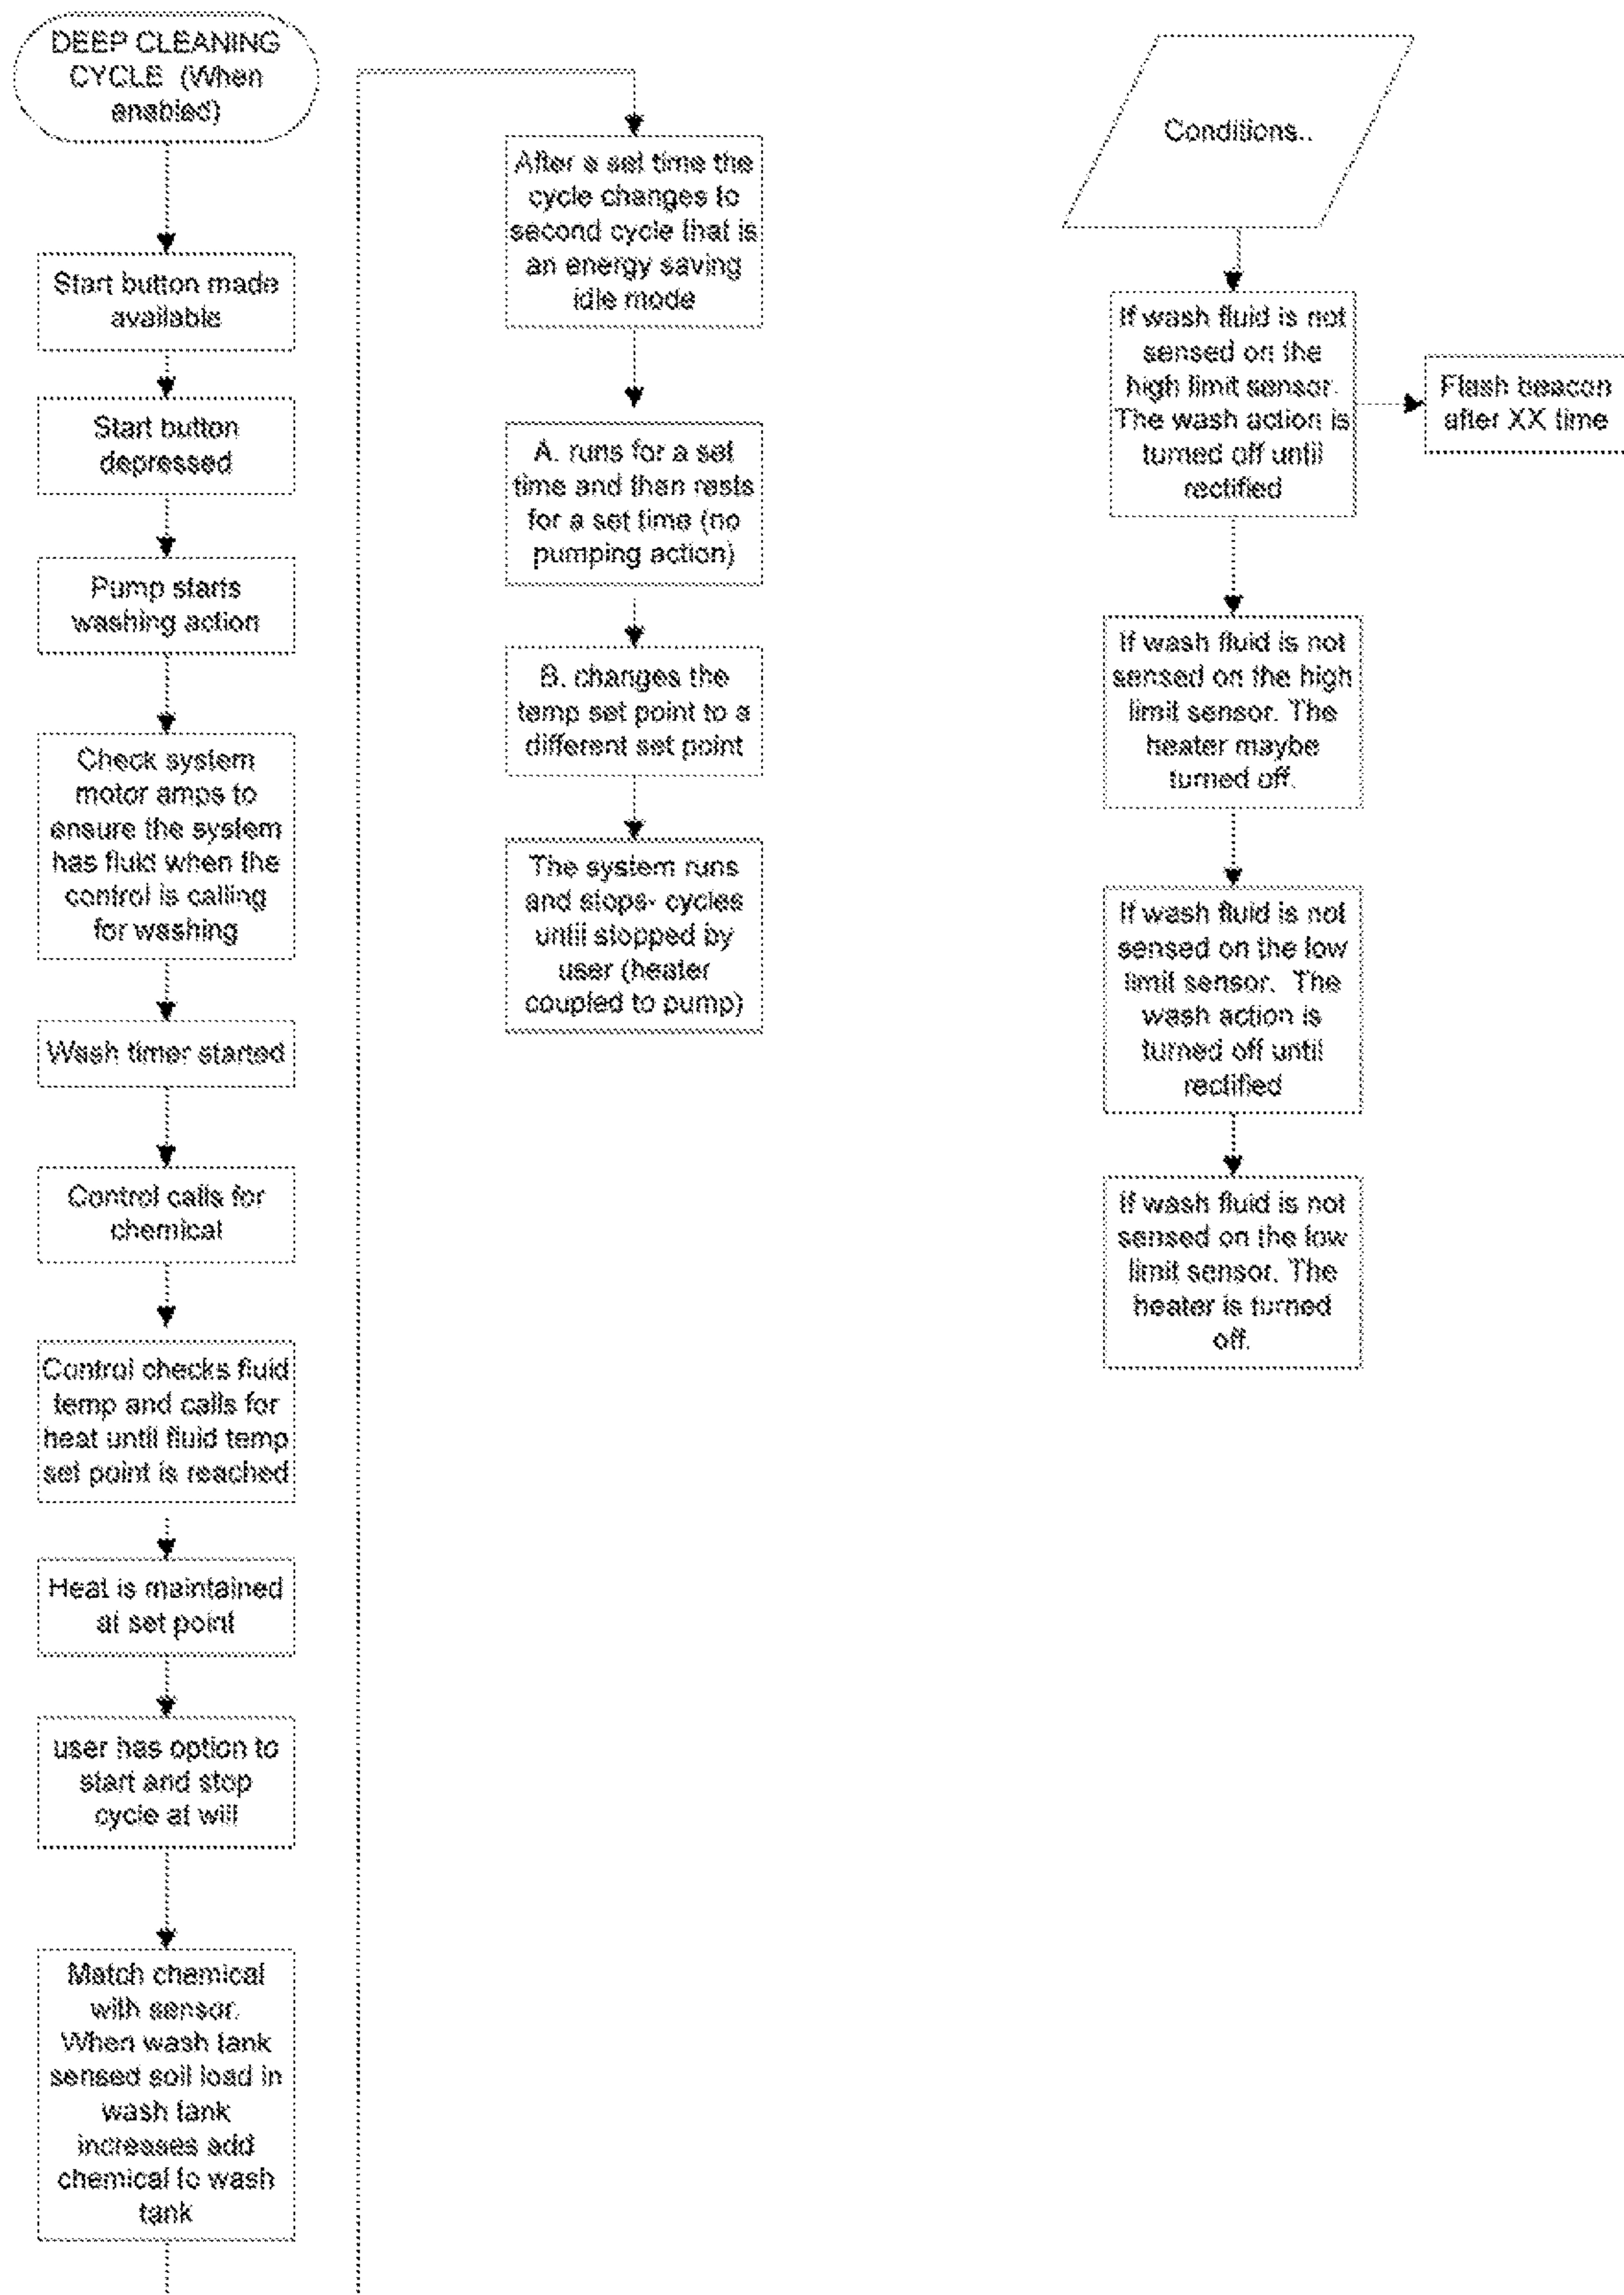 DEEP CLEANING
CYCLE (When
enabled)
Start button made
available
Start button
depressed
Pump starts
washing action
Check system
motor amps to
ensure the system
has fluid when the
control is calling
for washing
Wash timer started
Control calls for
chemical
Control checks fluid
temp and calls for
heat until fluid temp
set point is reached
Heat is maintained
at set point
user has option to
start and stop
cycle at will
Match chemical
with sensor.
When wash tank
sensed soil load in
wash tank
increases add
chemical to wash
tank
After a set time the
cycle changes to
second cycle that is
an energy saving
idle mode
A. runs for a set
time and then rests
for a set time (no
pumping action)
B. changes the
temp set point to a
different set point
The system runs
and stops- cycles
until stopped by
user (heater
coupled to pump)
Conditions..
If wash fluid is not
sensed on the
high limit sensor.
The wash action is
turned off until
rectified
Flash beacon
after XX time
If wash fluid is not
sensed on the high
limit sensor. The
heater maybe
turned off.
If wash fluid is not
sensed on the low
limit sensor. The
wash action is
turned off until
rectified
If wash fluid is not
sensed on the low
limit sensor. The
heater is turned
off.